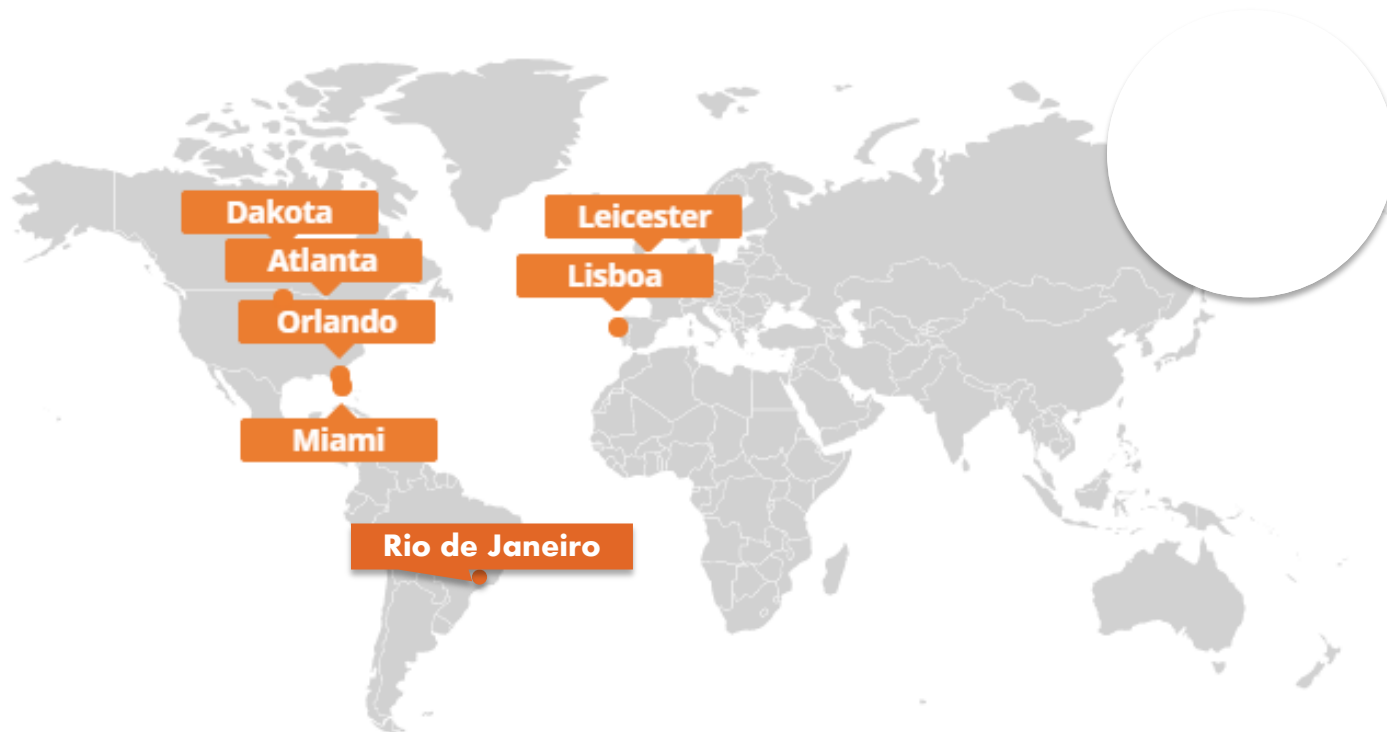 Dakota
Leicester
Atlanta
Lisboa
Orlando
Miami
Rio de Janeiro